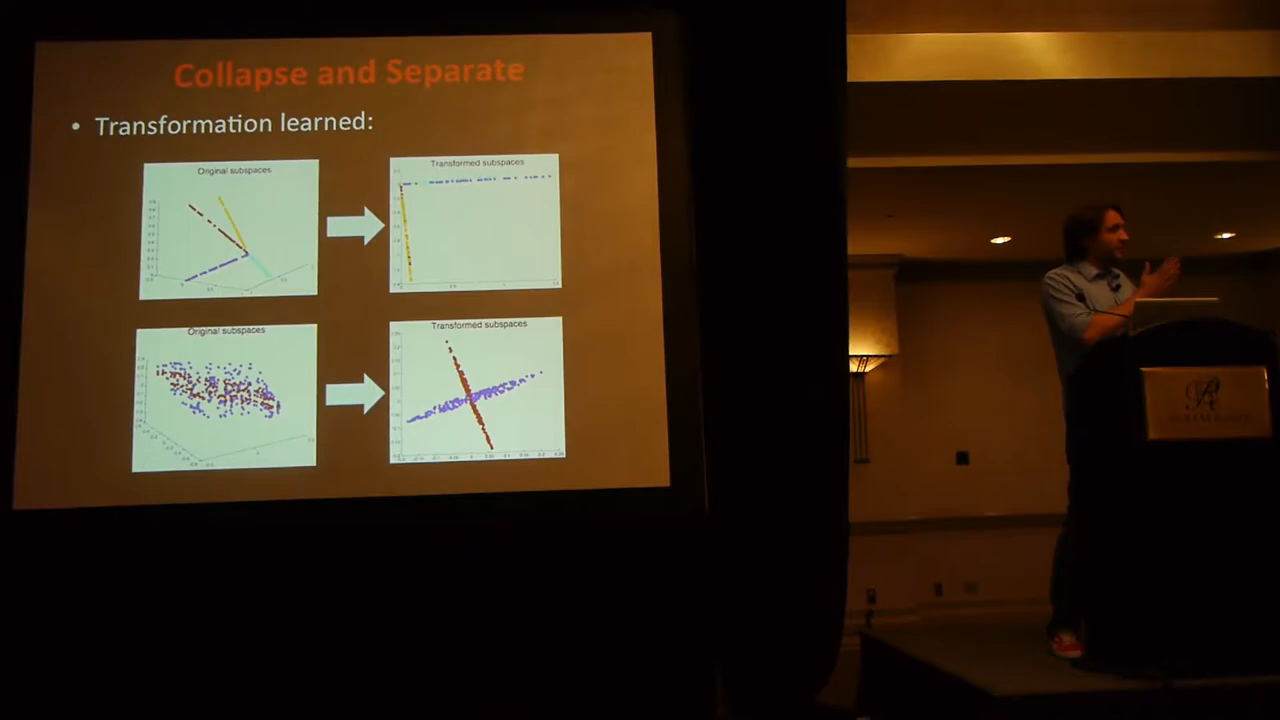 Collapse and Separate
• Transformation learned:
Original subspaces
Transformed subspaces
Original subspaces
Transformed subspaces